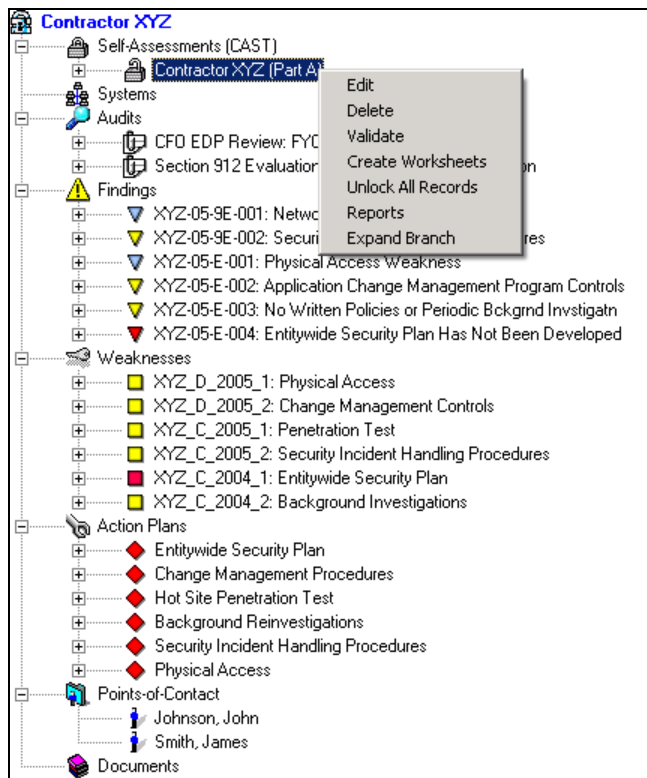 Contractor XYZ
Self-Assessments (CAST)
Contractor XYZ (Part A)
Edit
Delete
Validate
Create Worksheets
Unlock All Records
Reports
Expand Branch
Systems
Audits
CFO EDP Review: FY
Section 912 Evaluation
Findings
XYZ-05-9E-001:
XYZ-05-9E-002:
XYZ-05-E-001: Physical Access Weakness
XYZ-05-E-002: Application Change Management Program Controls
XYZ-05-E-003: No Written Policies or Periodic Bckgrnd Invstigatn
XYZ-05-E-004: Entitywide Security Plan Has Not Been Developed
Weaknesses
XYZ_D_2005_1: Physical Access
XYZ_D_2005_2: Change Management Controls
XYZ_C_2005_1: Penetration Test
XYZ_C_2005_2: Security Incident Handling Procedures
XYZ_C_2004_1: Entitywide Security Plan
XYZ_C_2004_2: Background Investigations
Action Plans
Entitywide Security Plan
Change Management Procedures
Hot Site Penetration Test
Background Reinvestigations
Security Incident Handling Procedures
Physical Access
Points-of-Contact
Johnson, John
Smith, James
Documents